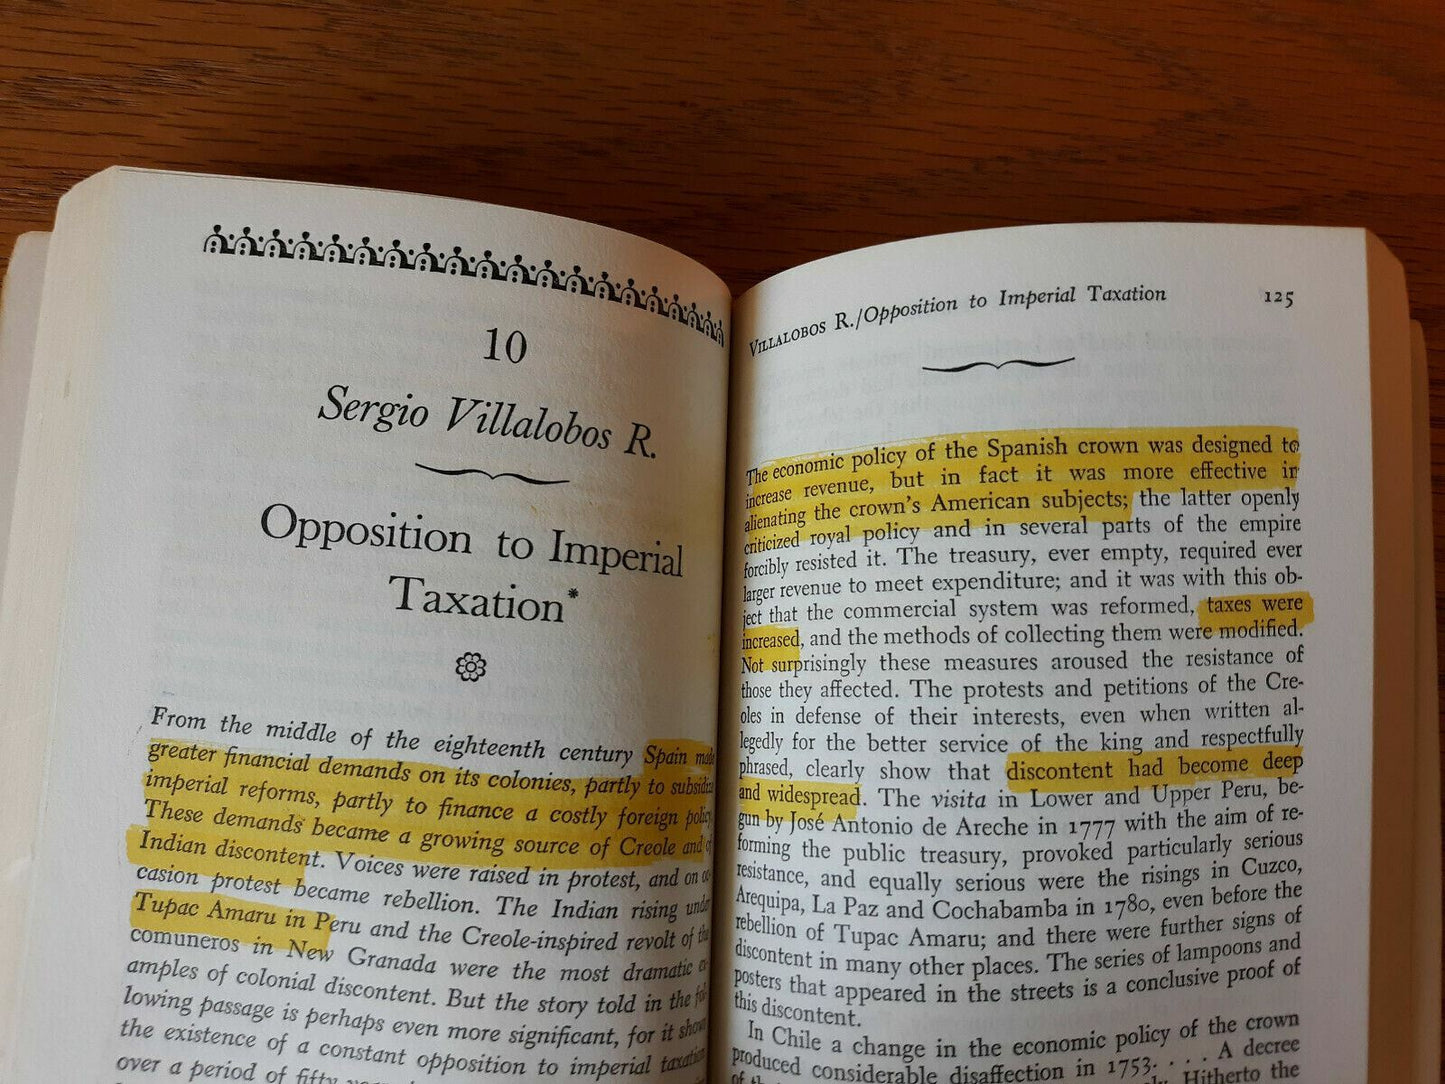 10
Sergio Villalobos R.
Opposition to Imperial
Taxation*
From the middle of the eighteenth century Spain made
greater financial demands on its colonies, partly to subsidize
imperial reforms, partly to finance a costly foreign policy.
These demands became a growing source of Creole and of
Indian discontent. Voices were raised in protest, and on oc-
casion protest became rebellion. The Indian rising under
Tupac Amaru in Peru and the Creole-inspired revolt of the
comuneros in New Granada were the most dramatic ex-
amples of colonial discontent. But the story told in the fol-
lowing passage is perhaps even more significant, for it shows
the existence of a constant opposition to imperial taxation
over a period of fifty
VILLALOBOS R./Opposition to Imperial Taxation 125
The economic policy of the Spanish crown was designed to
increase revenue, but in fact it was more effective in
alienating the crown's American subjects; the latter openly
criticized royal policy and in several parts of the empire
forcibly resisted it. The treasury, ever empty, required ever
larger revenue to meet expenditure; and it was with this ob-
ject that the commercial system was reformed, taxes were
increased, and the methods of collecting them were modified.
Not surprisingly these measures aroused the resistance of
those they affected. The protests and petitions of the Cre-
oles in defense of their interests, even when written al-
legedly for the better service of the king and respectfully
phrased, clearly show that discontent had become deep
and widespread. The visita in Lower and Upper Peru, be-
gun by José Antonio de Areche in 1777 with the aim of re-
forming the public treasury, provoked particularly serious
resistance, and equally serious were the risings in Cuzco,
Arequipa, La Paz and Cochabamba in 1780, even before the
rebellion of Tupac Amaru; and there were further signs of
discontent in many other places. The series of lampoons and
posters that appeared in the streets is a conclusive proof of
this discontent.
In Chile a change in the economic policy of the crown
produced considerable disaffection in 1753. . . . A decree
Hitherto the